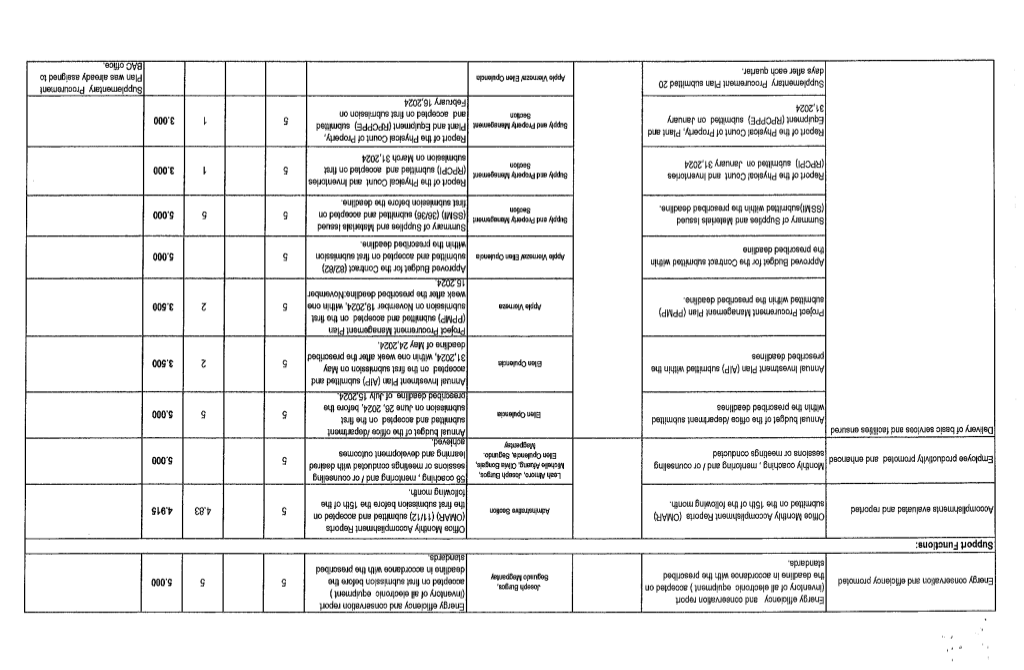 Energy conservation and efficiency promoted
Energy efficiency and conservation report
(inventory of all electronic equipment ) accepted on
the deadline in accordance with the prescribed
standards.
Joseph Burgos,
Segundo Magpantay
Energy efficiency and conservation report
(inventory of all electronic equipment )
accepted on first submission before the
deadline in accordance with the prescribed
standards.
5
5
5.000
Support Functions:
Accomplishments evaluated and reported
Office Monthly Accomplishment Reports (OMAR)
submitted on the 15th of the following month.
Administrative Section
Office Monthly Accomplishment Reports
(OMAR) (11/12) submitted and accepted on
the first submission before the 15th of the
following month.
5
4.83
4.915
Employee productivity promoted and enhanced
Monthly coaching , mentoring and / or counseling
sessions or meetings conducted
Leah Almoro, Joseph Burgos,
Michelle Abang, Olivia Bongais,
Ellen Opulencia, Segundo
Magpantay
58 coaching , mentoring and / or counseling
sessions or meetings conducted with desired
learning and development outcomes
achieved.
5
5.000
Delivery of basic services and facilities ensured
Annual budget of the office /department submitted
within the prescribed deadlines
Ellen Opulencia
Annual budget of the office /department
submitted and accepted on the first
submission on June 26, 2024, before the
prescribed deadline of July 15,2024.
5
5
5.000
Annual Investment Plan (AIP) submitted within the
prescribed deadlines
Ellen Opulencia
Annual Investment Plan (AIP) submitted and
accepted on the first submission on May
31,2024, within one week after the prescribed
deadline of May 24,2024.
5
2
3.500
Project Procurement Management Plan (PPMP)
submitted within the prescribed deadline.
Apple Vierneza
Project Procurement Management Plan
(PPMP) submitted and accepted on the first
submission on November 19,2024, within one
week after the prescribed deadline:November
15,2024.
5
2
3.500
Approved Budget for the Contract submitted within
the prescribed deadline
Apple Vierneza/ Ellen Opulencia
Approved Budget for the Contract (82/82)
submitted and accepted on first submission
within the prescribed deadline.
5
5.000
Summary of Supplies and Materials Issued
(SSMI)submitted within the prescribed deadline.
Supply and Property Management
Section
Summary of Supplies and Materials Issued
(SSMI) (36/36) submitted and accepted on
first submission before the deadline.
5
5
5.000
Report of the Physical Count and Inventories
(RPCPI) submitted on January 31,2024
Supply and Property Management
Section
Report of the Physical Count and Inventories
(RPCPI) submitted and accepted on first
submission on March 31,2024
5
1
3.000
Report of the Physical Count of Property, Plant and
Equipment (RPCPPE) submitted on January
31,2024
Supply and Property Management
Section
Report of the Physical Count of Property,
Plant and Equipment (RPCPPE) submitted
and accepted on first submission on
February 16,2024
5
1
3.000
Supplementary Procurement Plan submitted 20
days after each quarter.
Apple Vierneza/ Ellen Opulencia
Supplementary Procurement
Plan was already assigned to
BAC office.